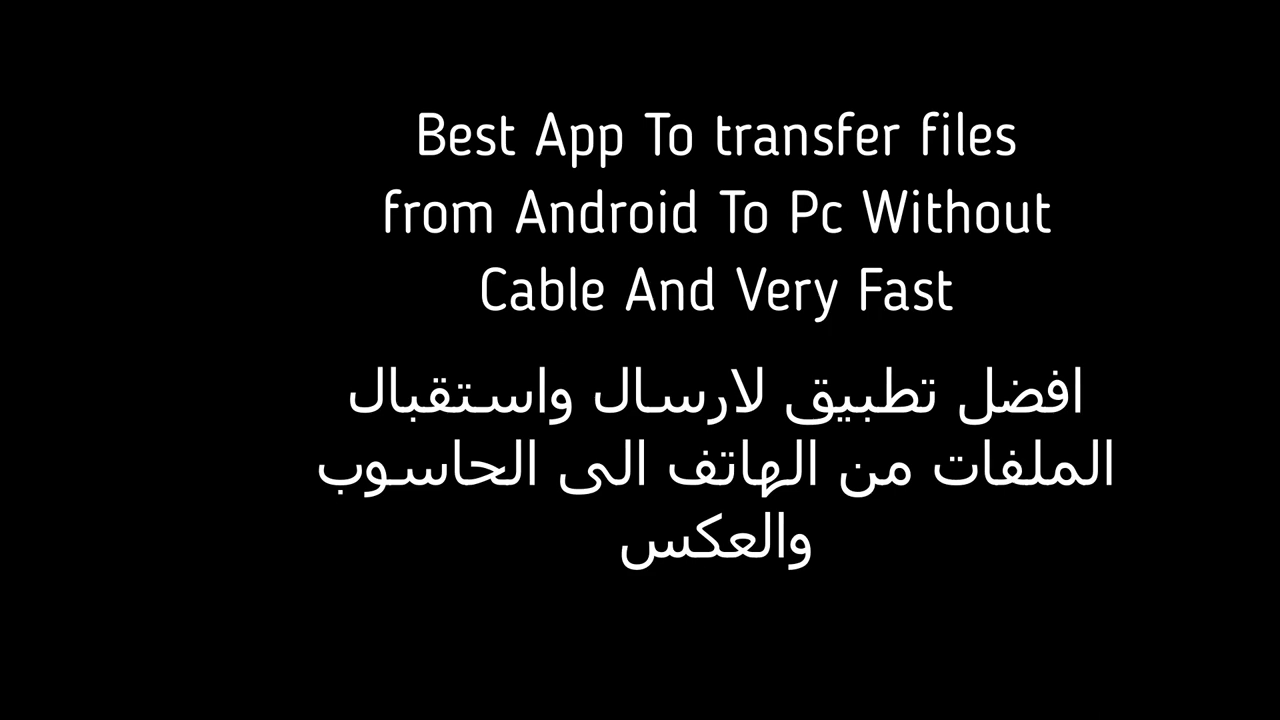 Best App To transfer files
from Android To Pc Without
Cable And Very Fast
افضل تطبيق لارسال واستقبال
الملفات من الهاتف الى الحاسوب
والعكس